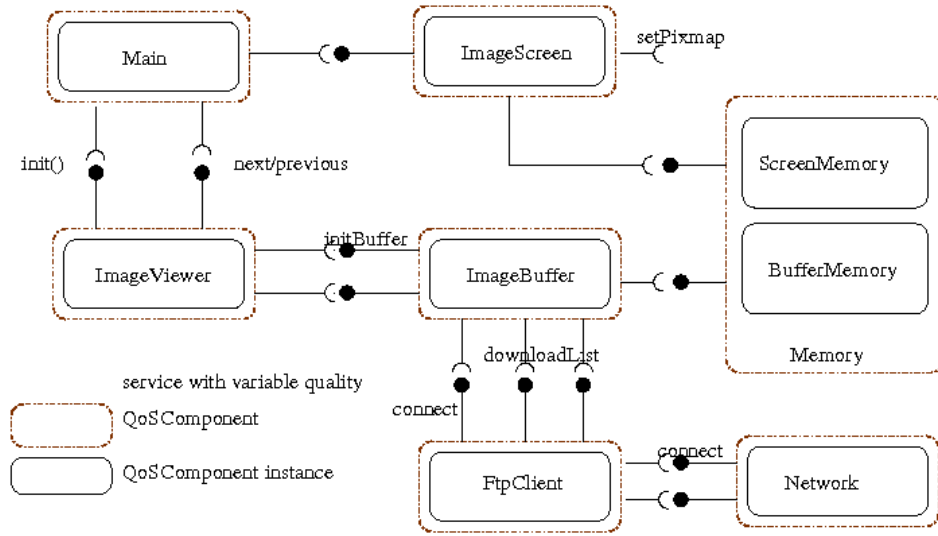 Main
ImageScreen
setPixmap
init()
next/previous
ScreenMemory
initBuffer
ImageViewer
ImageBuffer
BufferMemory
downloadList
Memory
service with variable quality
connect
QoSComponent
connect
QoSComponent instance
FtpClient
Network